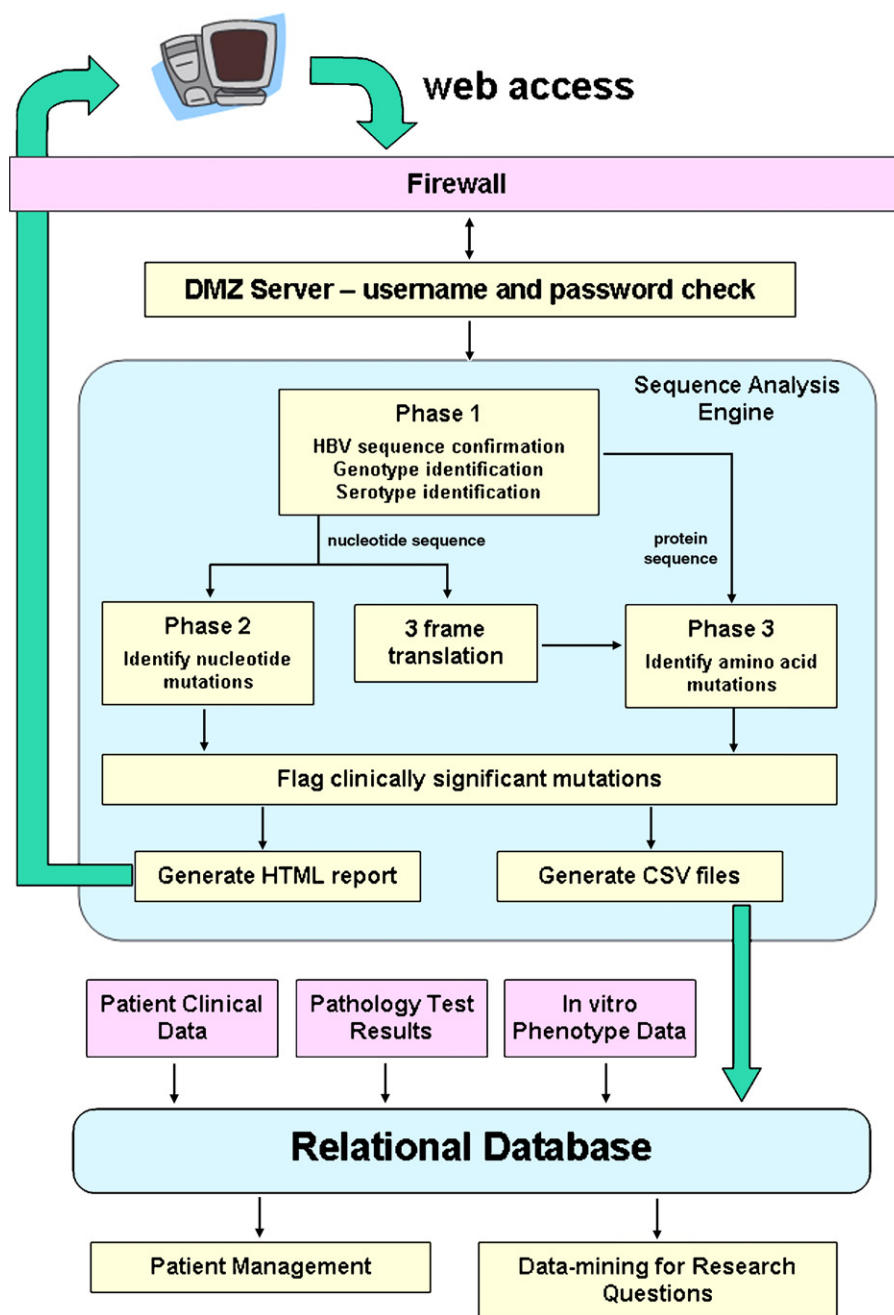 web access
Firewall
DMZ Server – username and password check
Sequence Analysis
Engine
Phase 1
HBV sequence confirmation
Genotype identification
Serotype identification
nucleotide sequence
protein
sequence
Phase 2
Identify nucleotide
mutations
3 frame
translation
Phase 3
Identify amino acid
mutations
Flag clinically significant mutations
Generate HTML report
Generate CSV files
Patient Clinical
Data
Pathology Test
Results
In vitro
Phenotype Data
Relational Database
Patient Management
Data-mining for Research
Questions